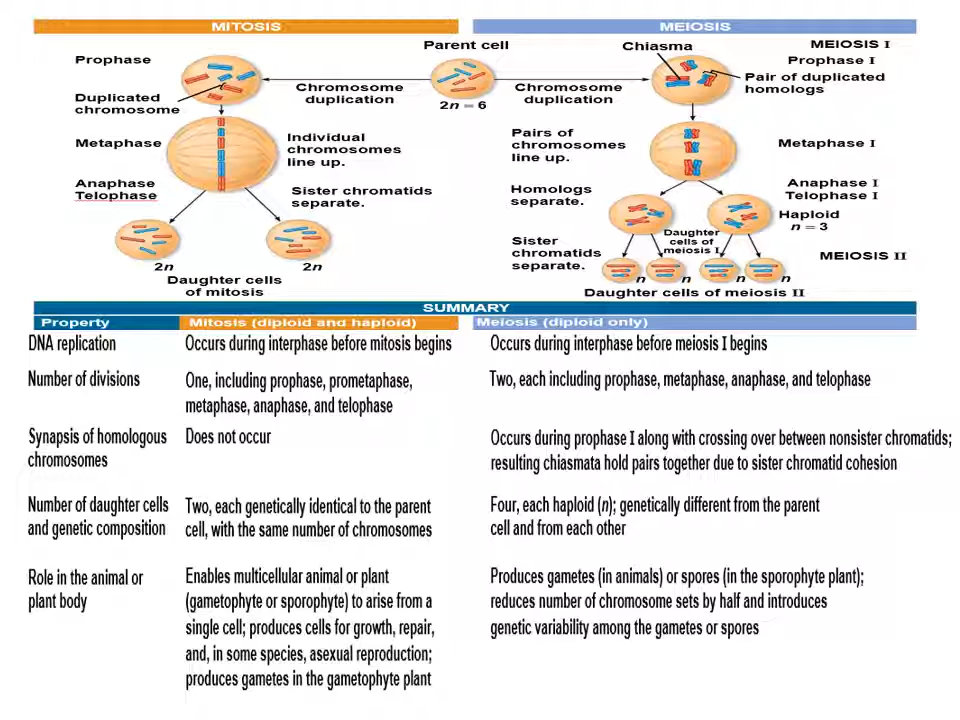 MITOSIS
MEIOSIS
Prophase
Duplicated
chromosome
Chromosome
duplication
Parent cell
2n = 6
Chromosome
duplication
Chiasma
MEIOSIS I
Prophase I
Pair of duplicated
homologs
Metaphase
Individual
chromosomes
line up.
Pairs of
chromosomes
line up.
Metaphase I
Anaphase
Telophase
Sister chromatids
separate.
Homologs
separate.
Anaphase I
Telophase I
Haploid
n = 3
2n
2n
Daughter cells
of mitosis
Sister
chromatids
separate.
Daughter
cells of
meiosis I
MEIOSIS II
n
n
n
n
Daughter cells of meiosis II
SUMMARY
Property
Mitosis (diploid and haploid)
Meiosis (diploid only)
DNA replication
Occurs during interphase before mitosis begins
Occurs during interphase before meiosis I begins
Number of divisions
One, including prophase, prometaphase,
metaphase, anaphase, and telophase
Two, each including prophase, metaphase, anaphase, and telophase
Synapsis of homologous
chromosomes
Does not occur
Occurs during prophase I along with crossing over between nonsister chromatids;
resulting chiasmata hold pairs together due to sister chromatid cohesion
Number of daughter cells
and genetic composition
Two, each genetically identical to the parent
cell, with the same number of chromosomes
Four, each haploid (n); genetically different from the parent
cell and from each other
Role in the animal or
plant body
Enables multicellular animal or plant
(gametophyte or sporophyte) to arise from a
single cell; produces cells for growth, repair,
and, in some species, asexual reproduction;
produces gametes in the gametophyte plant
Produces gametes (in animals) or spores (in the sporophyte plant);
reduces number of chromosome sets by half and introduces
genetic variability among the gametes or spores